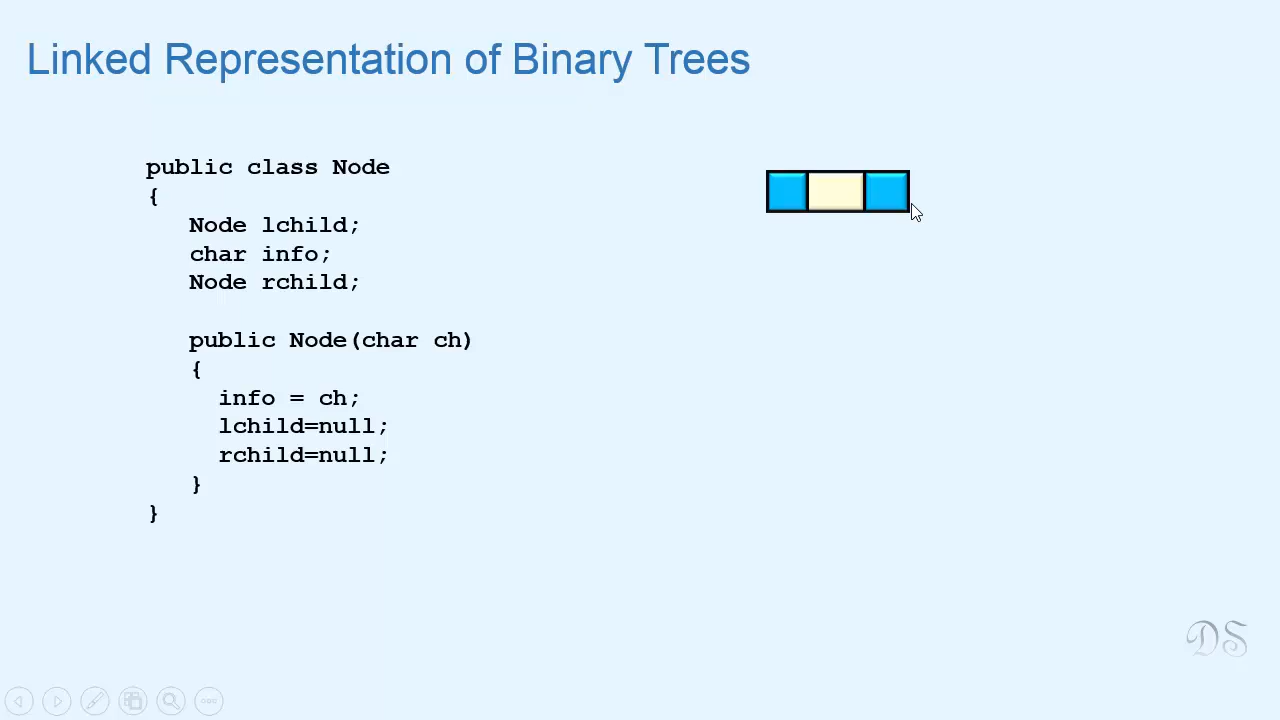 Linked Representation of Binary Trees
public class Node
{
Node lchild;
char info;
Node rchild;
public Node(char ch)
{
info = ch;
lchild=null;
rchild=null;
}
}
DS